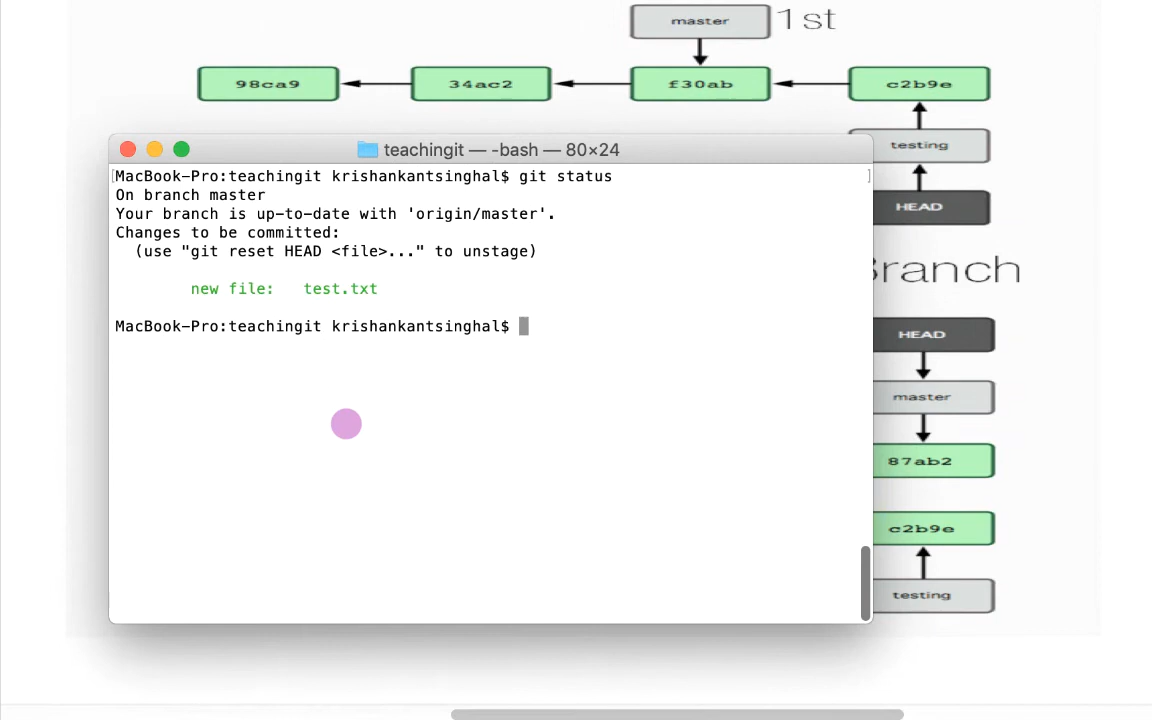 master 1st
98ca9 34ac2 f30ab c2b9e
testing
HEAD
teachingit — -bash — 80×24
MacBook-Pro:teachingit krishankantsinghal$ git status
On branch master
Your branch is up-to-date with 'origin/master'.
Changes to be committed:
(use "git reset HEAD <file>..." to unstage)
new file: test.txt
MacBook-Pro:teachingit krishankantsinghal$
Branch
HEAD
master
87ab2
c2b9e
testing